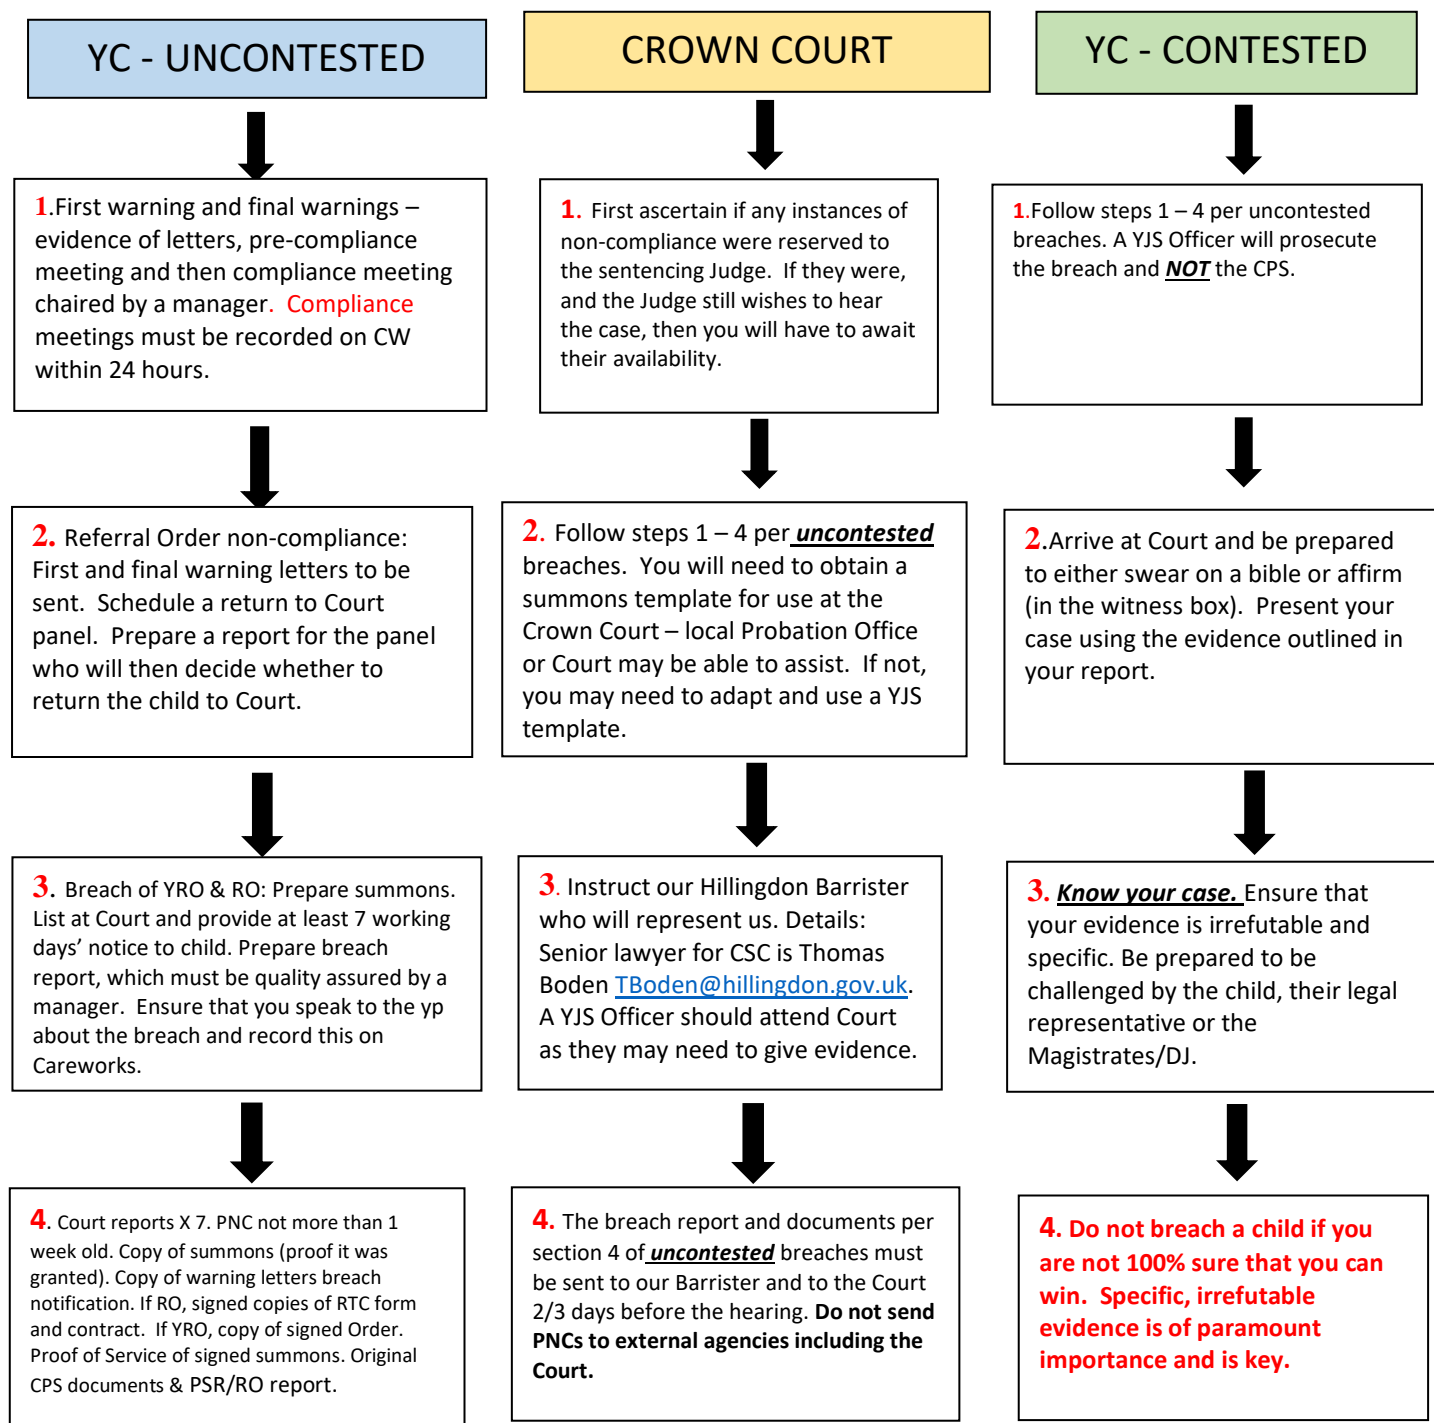 YC - UNCONTESTED
1.First warning and final warnings –
evidence of letters, pre-compliance
meeting and then compliance meeting
chaired by a manager.  Compliance
meetings must be recorded on CW
within 24 hours.
2. Referral Order non-compliance:
First and final warning letters to be
sent.  Schedule a return to Court
panel.  Prepare a report for the panel
who will then decide whether to
return the child to Court.
3. Breach of YRO & RO: Prepare summons.
List at Court and provide at least 7 working
days’ notice to child. Prepare breach
report, which must be quality assured by a
manager.  Ensure that you speak to the yp
about the breach and record this on
Careworks.
4. Court reports X 7. PNC not more than 1
week old. Copy of summons (proof it was
granted). Copy of warning letters breach
notification. If RO, signed copies of RTC form
and contract.  If YRO, copy of signed Order.
Proof of Service of signed summons. Original
CPS documents & PSR/RO report.
CROWN COURT
1. First ascertain if any instances of
non-compliance were reserved to
the sentencing Judge.  If they were,
and the Judge still wishes to hear
the case, then you will have to await
their availability.
2. Follow steps 1 – 4 per uncontested
breaches.  You will need to obtain a
summons template for use at the
Crown Court – local Probation Office
or Court may be able to assist.  If not,
you may need to adapt and use a YJS
template.
3. Instruct our Hillingdon Barrister
who will represent us. Details:
Senior lawyer for CSC is Thomas
Boden TBoden@hillingdon.gov.uk.
A YJS Officer should attend Court
as they may need to give evidence.
4. The breach report and documents per
section 4 of uncontested breaches must
be sent to our Barrister and to the Court
2/3 days before the hearing. Do not send
PNCs to external agencies including the
Court.
YC - CONTESTED
1.Follow steps 1 – 4 per uncontested
breaches. A YJS Officer will prosecute
the breach and NOT the CPS.
2.Arrive at Court and be prepared
to either swear on a bible or affirm
(in the witness box).  Present your
case using the evidence outlined in
your report.
3. Know your case. Ensure that
your evidence is irrefutable and
specific. Be prepared to be
challenged by the child, their legal
representative or the
Magistrates/DJ.
4. Do not breach a child if you
are not 100% sure that you can
win.  Specific, irrefutable
evidence is of paramount
importance and is key.